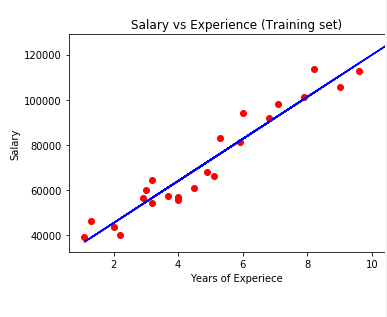 Salary vs Experience (Training set)
120000
100000
80000
60000
40000
Salary
2 4 6 8 10
Years of Experiece